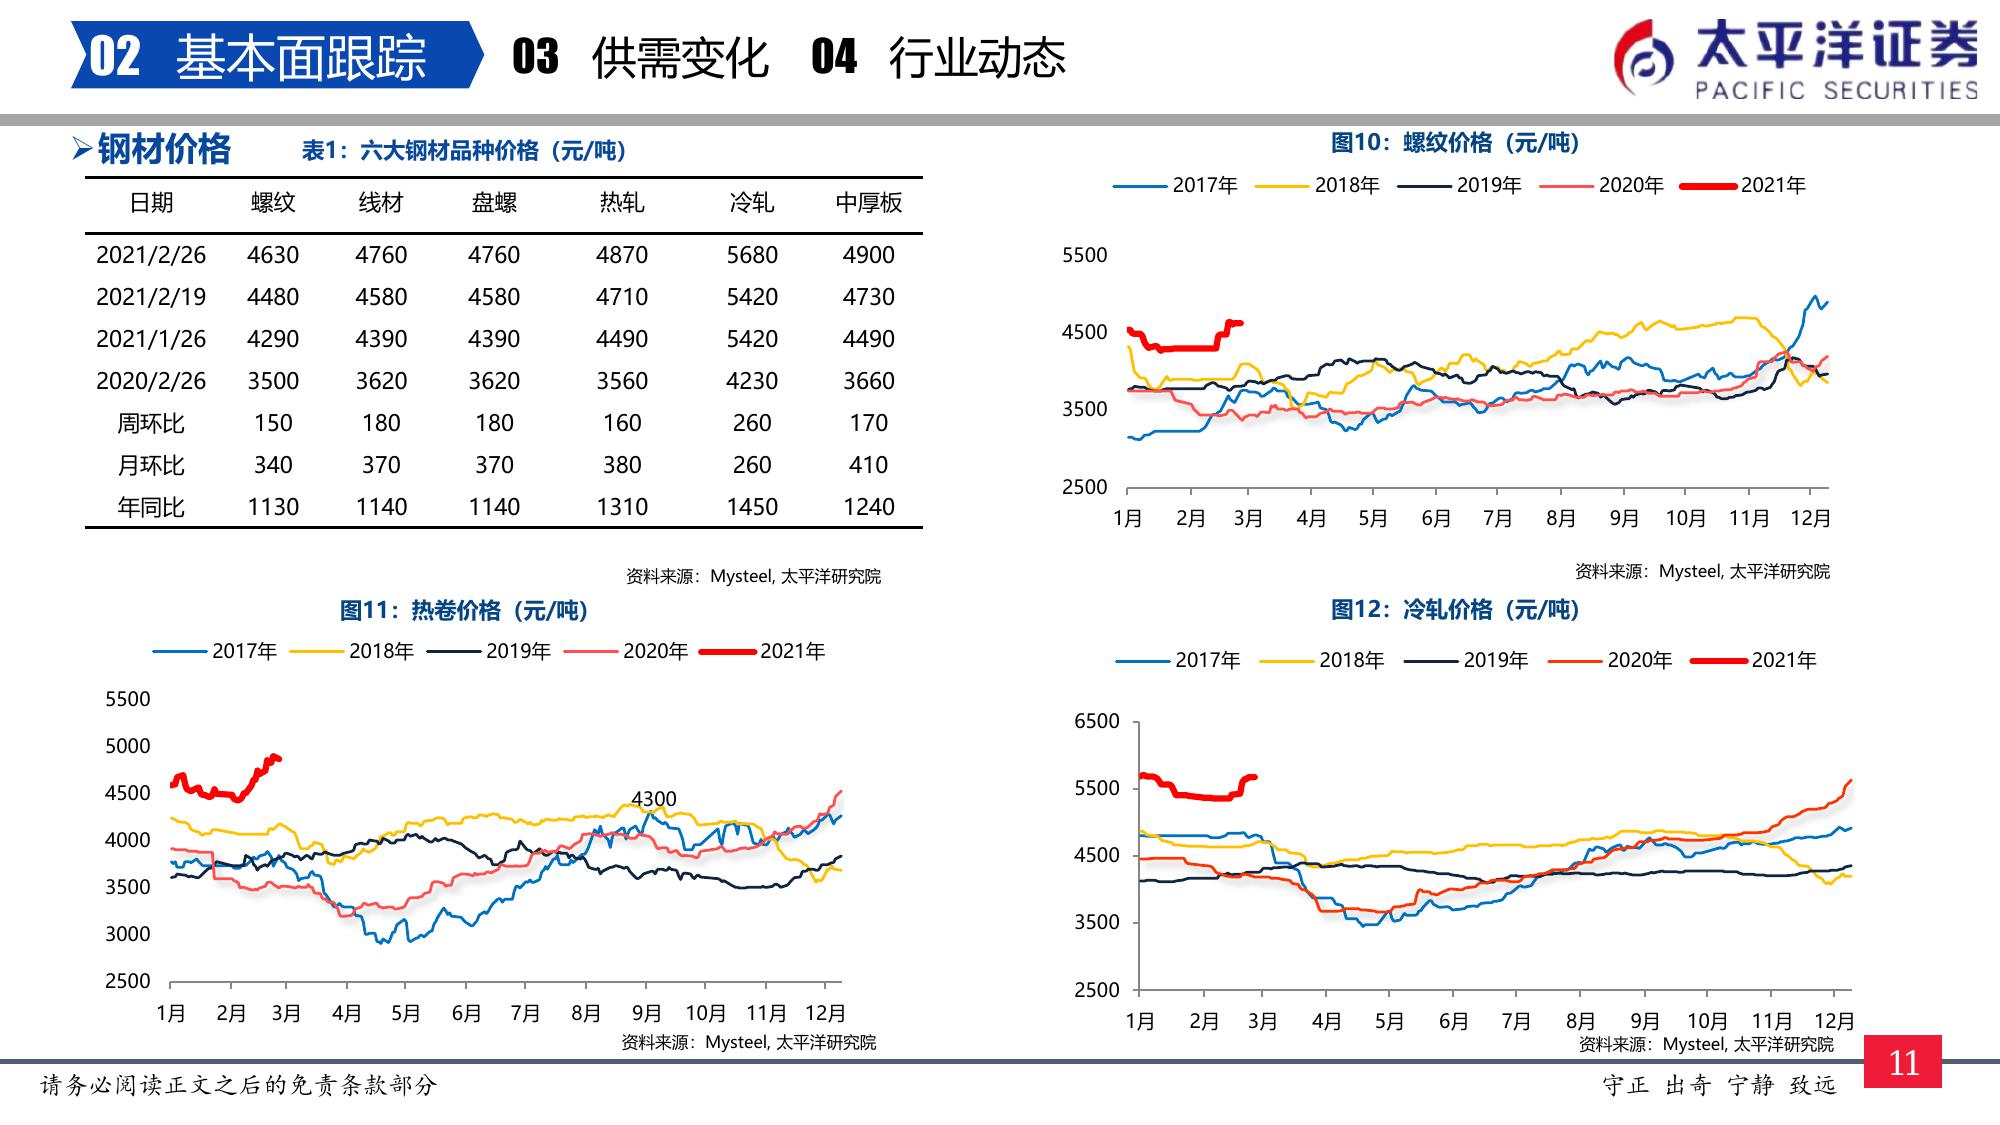 02 基本面跟踪 03 供需变化 04 行业动态
太平洋证券
PACIFIC SECURITIES
➢钢材价格
表1：六大钢材品种价格（元/吨）
日期 螺纹 线材 盘螺 热轧 冷轧 中厚板
2021/2/26 4630 4760 4760 4870 5680 4900
2021/2/19 4480 4580 4580 4710 5420 4730
2021/1/26 4290 4390 4390 4490 5420 4490
2020/2/26 3500 3620 3620 3560 4230 3660
周环比 150 180 180 160 260 170
月环比 340 370 370 380 260 410
年同比 1130 1140 1140 1310 1450 1240
资料来源：Mysteel, 太平洋研究院
图10：螺纹价格（元/吨）
2017年 2018年 2019年 2020年 2021年
5500
4500
3500
2500
1月 2月 3月 4月 5月 6月 7月 8月 9月 10月 11月 12月
资料来源：Mysteel, 太平洋研究院
图11：热卷价格（元/吨）
2017年 2018年 2019年 2020年 2021年
5500
5000
4500
4300
4000
3500
3000
2500
1月 2月 3月 4月 5月 6月 7月 8月 9月 10月 11月 12月
资料来源：Mysteel, 太平洋研究院
图12：冷轧价格（元/吨）
2017年 2018年 2019年 2020年 2021年
6500
5500
4500
3500
2500
1月 2月 3月 4月 5月 6月 7月 8月 9月 10月 11月 12月
资料来源：Mysteel, 太平洋研究院
请务必阅读正文之后的免责条款部分
守正 出奇 宁静 致远
11